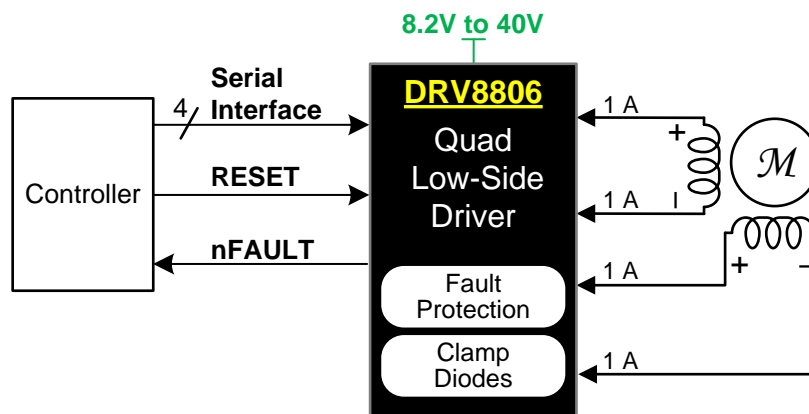 8.2V to 40V
Controller
4
Serial
Interface
RESET
nFAULT
DRV8806
Quad
Low-Side
Driver
Fault
Protection
Clamp
Diodes
1 A
+
–
1 A
M
+ –
1 A
1 A